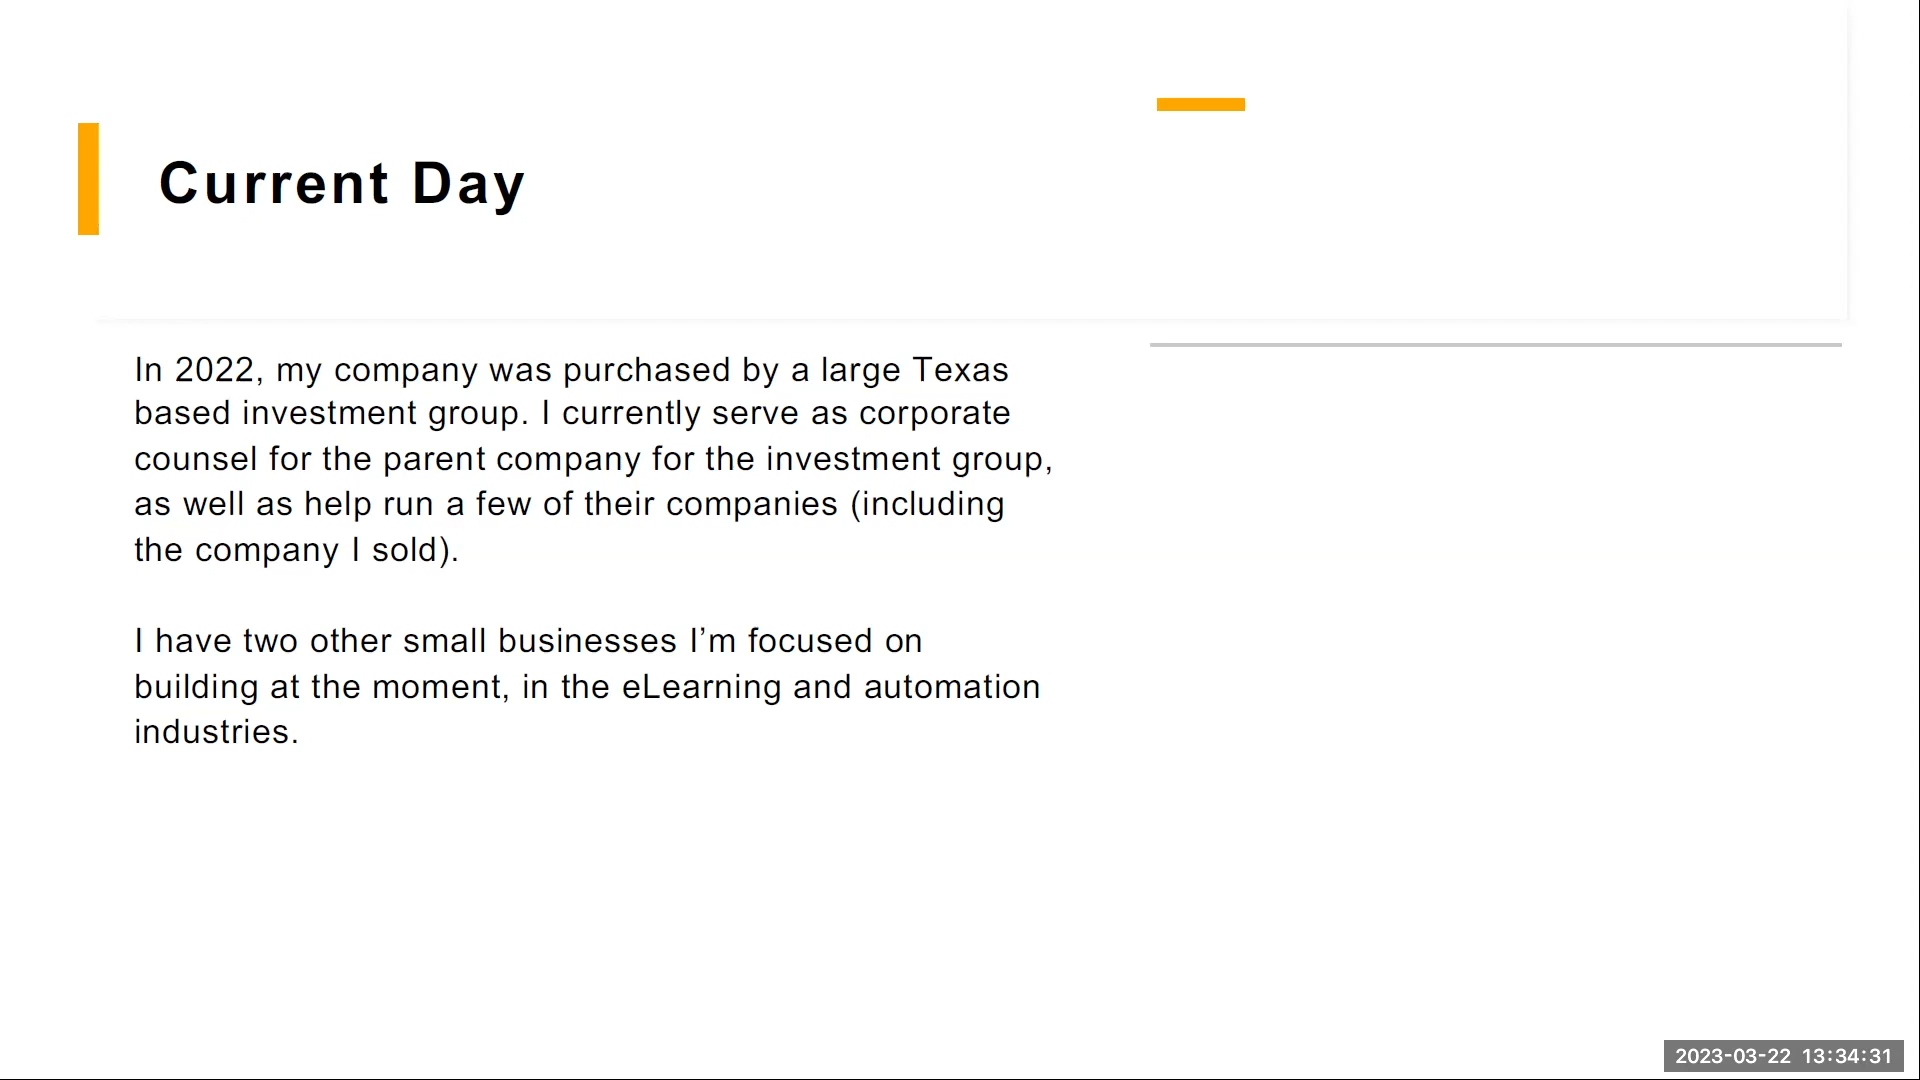 Current Day
In 2022, my company was purchased by a large Texas
based investment group. I currently serve as corporate
counsel for the parent company for the investment group,
as well as help run a few of their companies (including
the company I sold).
I have two other small businesses I’m focused on
building at the moment, in the eLearning and automation
industries.
2023-03-22 13:34:31